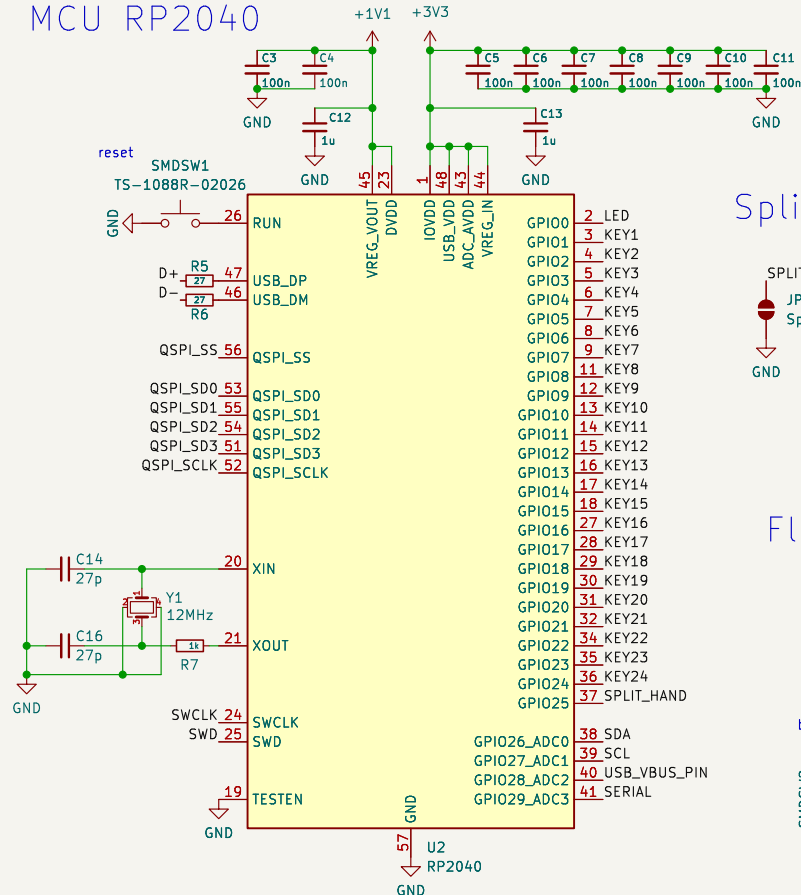 MCU RP2040
+1V1
+3V3
C3
100n
C4
100n
C5
100n
C6
100n
C7
100n
C8
100n
C9
100n
C10
100n
C11
100n
GND
GND
C12
1u
GND
C13
1u
GND
reset
SMDSW1
TS-1088R-02026
GND
26 RUN
45 VREG_VOUT
23 DVDD
1 IOVDD
48 USB_VDD
43 ADC_AVDD
44 VREG_IN
D+ R5 27 47 USB_DP
D- 27 R6 46 USB_DM
QSPI_SS 56 QSPI_SS
QSPI_SD0 53 QSPI_SD0
QSPI_SD1 55 QSPI_SD1
QSPI_SD2 54 QSPI_SD2
QSPI_SD3 51 QSPI_SD3
QSPI_SCLK 52 QSPI_SCLK
C14
27p
20 XIN
1
2
4
3
Y1
12MHz
C16
27p
1k
R7
21 XOUT
GND
SWCLK 24 SWCLK
SWD 25 SWD
19 TESTEN
GND
GPIO0 2 LED
GPIO1 3 KEY1
GPIO2 4 KEY2
GPIO3 5 KEY3
GPIO4 6 KEY4
GPIO5 7 KEY5
GPIO6 8 KEY6
GPIO7 9 KEY7
GPIO8 11 KEY8
GPIO9 12 KEY9
GPIO10 13 KEY10
GPIO11 14 KEY11
GPIO12 15 KEY12
GPIO13 16 KEY13
GPIO14 17 KEY14
GPIO15 18 KEY15
GPIO16 27 KEY16
GPIO17 28 KEY17
GPIO18 29 KEY18
GPIO19 30 KEY19
GPIO20 31 KEY20
GPIO21 32 KEY21
GPIO22 34 KEY22
GPIO23 35 KEY23
GPIO24 36 KEY24
GPIO25 37 SPLIT_HAND
GPIO26_ADC0 38 SDA
GPIO27_ADC1 39 SCL
GPIO28_ADC2 40 USB_VBUS_PIN
GPIO29_ADC3 41 SERIAL
GND
57
U2
RP2040
GND
Spli
SPLIT
JP
Sp
GND
Fl